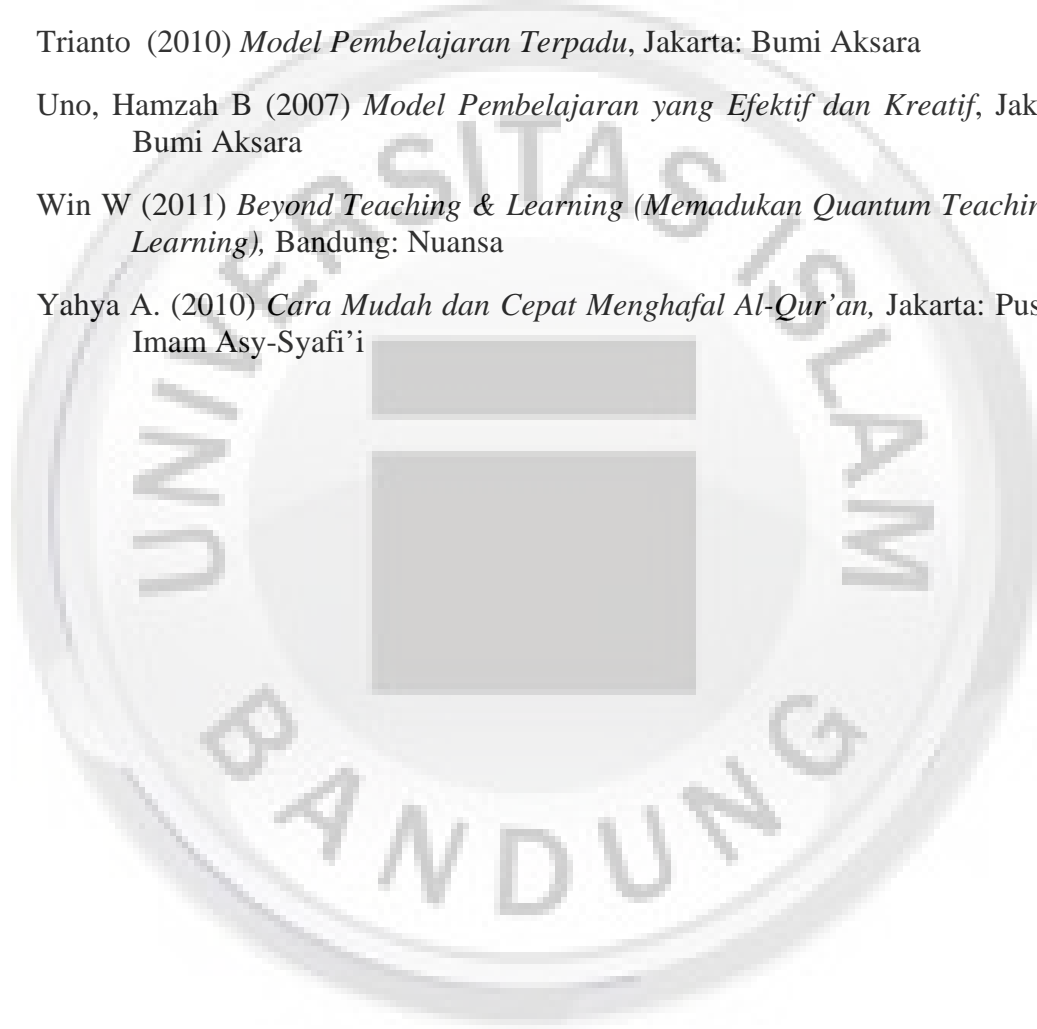 Trianto (2010) Model Pembelajaran Terpadu, Jakarta: Bumi Aksara
Uno, Hamzah B (2007) Model Pembelajaran yang Efektif dan Kreatif, Jak
Bumi Aksara
Win W (2011) Beyond Teaching & Learning (Memadukan Quantum Teachin
Learning), Bandung: Nuansa
Yahya A. (2010) Cara Mudah dan Cepat Menghafal Al-Qur’an, Jakarta: Pus
Imam Asy-Syafi’i
UNIVERSITAS ISLAM
BANDUNG